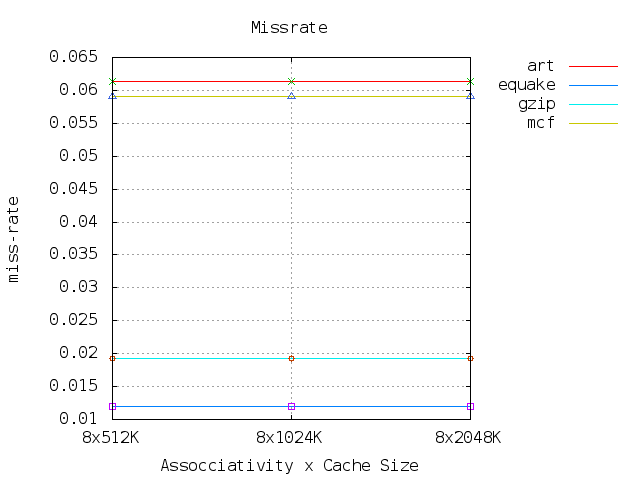 Missrate
0.065
0.06
0.055
0.05
0.045
0.04
0.035
0.03
0.025
0.02
0.015
0.01
miss-rate
8x512K
8x1024K
8x2048K
Assocciativity x Cache Size
art
equake
gzip
mcf